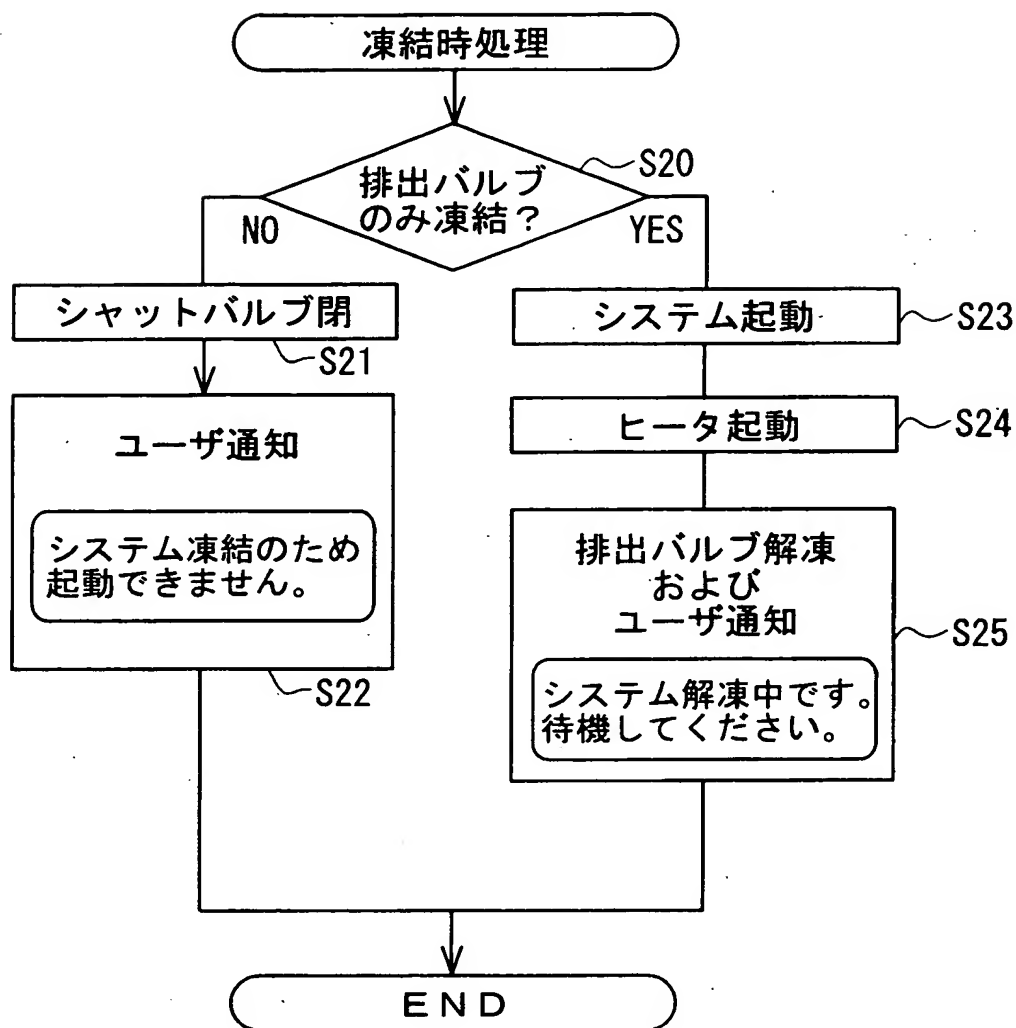 凍結時処理
排出バルブ
のみ凍結？
S20
NO
YES
シャットバルブ閉
S21
ユーザ通知
システム凍結のため
起動できません。
S22
システム起動
S23
ヒータ起動
S24
排出バルブ解凍
および
ユーザ通知
システム解凍中です。
待機してください。
S25
END